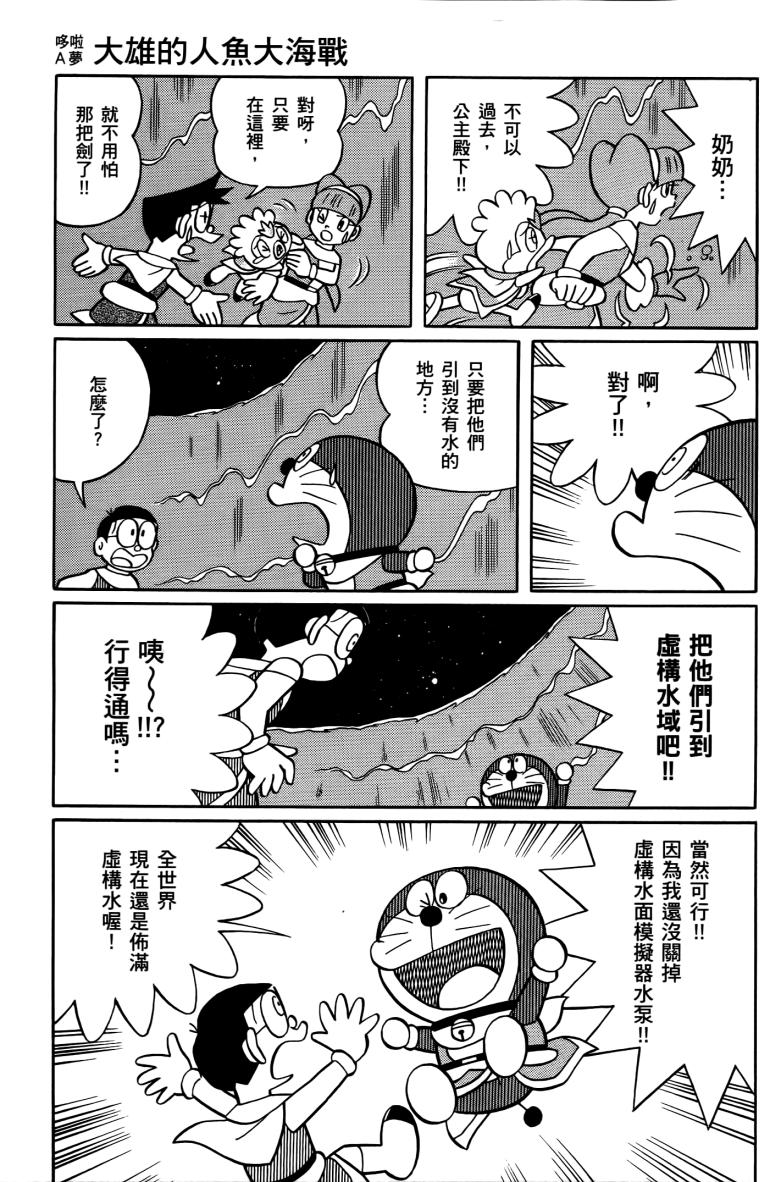 哆啦
A夢
大雄的人魚大海戰
奶奶…
不可以
過去，
公主殿下!!
對呀，
只要
在這裡，
就不用怕
那把劍了!!
啊，
對了!!
只要把他們
引到沒有水的
地方…
怎麼了?
把他們引到
虛構水域吧!!
咦～～!!?
行得通嗎…
當然可行!!
因為我還沒關掉
虛構水面模擬器水泵!!
全世界
現在還是佈滿
虛構水喔！